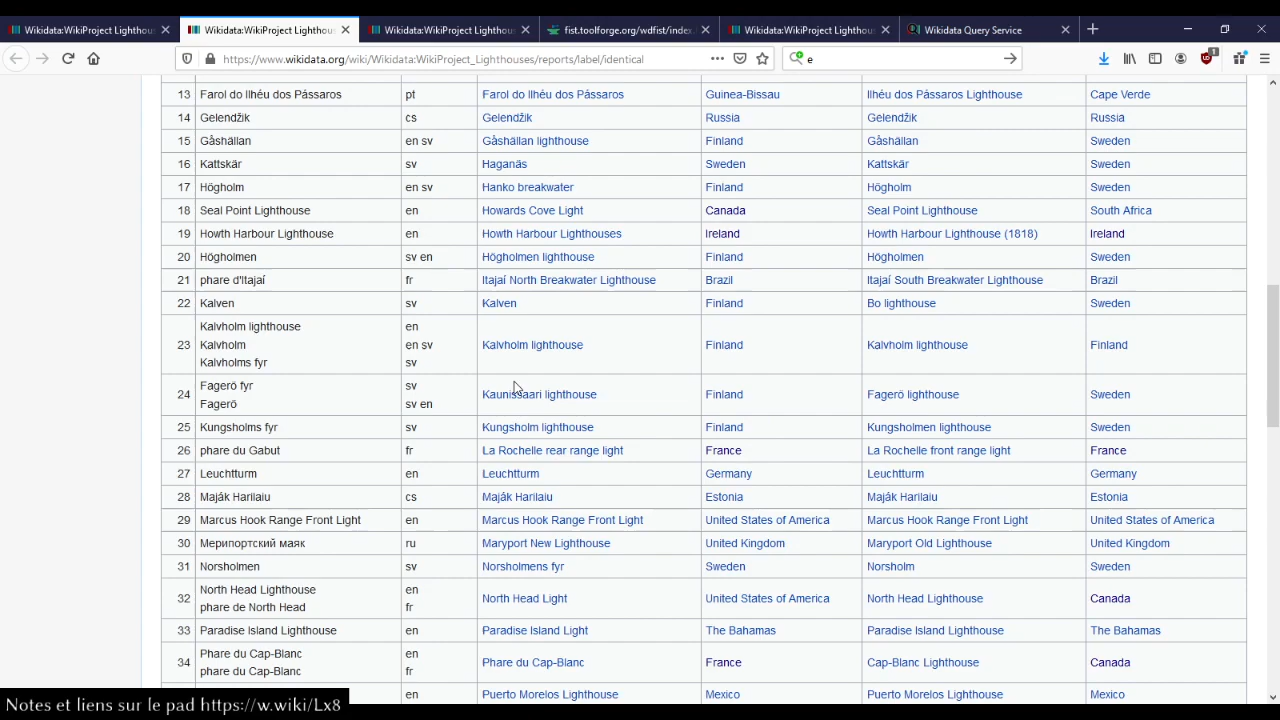 Wikidata:WikiProject Lighthous
Wikidata:WikiProject Lighthous
Wikidata:WikiProject Lighthous
fist.toolforge.org/wdfist/index.
Wikidata:WikiProject Lighthous
Wikidata Query Service
https://www.wikidata.org/wiki/Wikidata:WikiProject_Lighthouses/reports/label/identical
e
1
13 Farol do Ilhéu dos Pássaros pt Farol do Ilhéu dos Pássaros Guinea-Bissau Ilhéu dos Pássaros Lighthouse Cape Verde
14 Gelendžik cs Gelendžik Russia Gelendžik Russia
15 Gåshällan en sv Gåshällan lighthouse Finland Gåshällan Sweden
16 Kattskär sv Haganäs Sweden Kattskär Sweden
17 Högholm en sv Hanko breakwater Finland Högholm Sweden
18 Seal Point Lighthouse en Howards Cove Light Canada Seal Point Lighthouse South Africa
19 Howth Harbour Lighthouse en Howth Harbour Lighthouses Ireland Howth Harbour Lighthouse (1818) Ireland
20 Högholmen sv en Högholmen lighthouse Finland Högholmen Sweden
21 phare d'Itajaí fr Itajaí North Breakwater Lighthouse Brazil Itajaí South Breakwater Lighthouse Brazil
22 Kalven sv Kalven Finland Bo lighthouse Sweden
Kalvholm lighthouse en
23 Kalvholm en sv Kalvholm lighthouse Finland Kalvholm lighthouse Finland
Kalvholms fyr sv
Fagerö fyr sv
24 Kaunissaari lighthouse Finland Fagerö lighthouse Sweden
Fagerö sv en
25 Kungsholms fyr sv Kungsholm lighthouse Finland Kungsholmen lighthouse Sweden
26 phare du Gabut fr La Rochelle rear range light France La Rochelle front range light France
27 Leuchtturm en Leuchtturm Germany Leuchtturm Germany
28 Maják Harilaiu cs Maják Harilaiu Estonia Maják Harilaiu Estonia
29 Marcus Hook Range Front Light en Marcus Hook Range Front Light United States of America Marcus Hook Range Front Light United States of America
30 Мерипортский маяк ru Maryport New Lighthouse United Kingdom Maryport Old Lighthouse United Kingdom
31 Norsholmen sv Norsholmens fyr Sweden Norsholm Sweden
North Head Lighthouse en
32 North Head Light United States of America North Head Lighthouse Canada
phare de North Head fr
33 Paradise Island Lighthouse en Paradise Island Light The Bahamas Paradise Island Lighthouse The Bahamas
Phare du Cap-Blanc en
34 Phare du Cap-Blanc France Cap-Blanc Lighthouse Canada
phare du Cap-Blanc fr
en Puerto Morelos Lighthouse Mexico Puerto Morelos Lighthouse Mexico
Notes et liens sur le pad https://w.wiki/Lx8